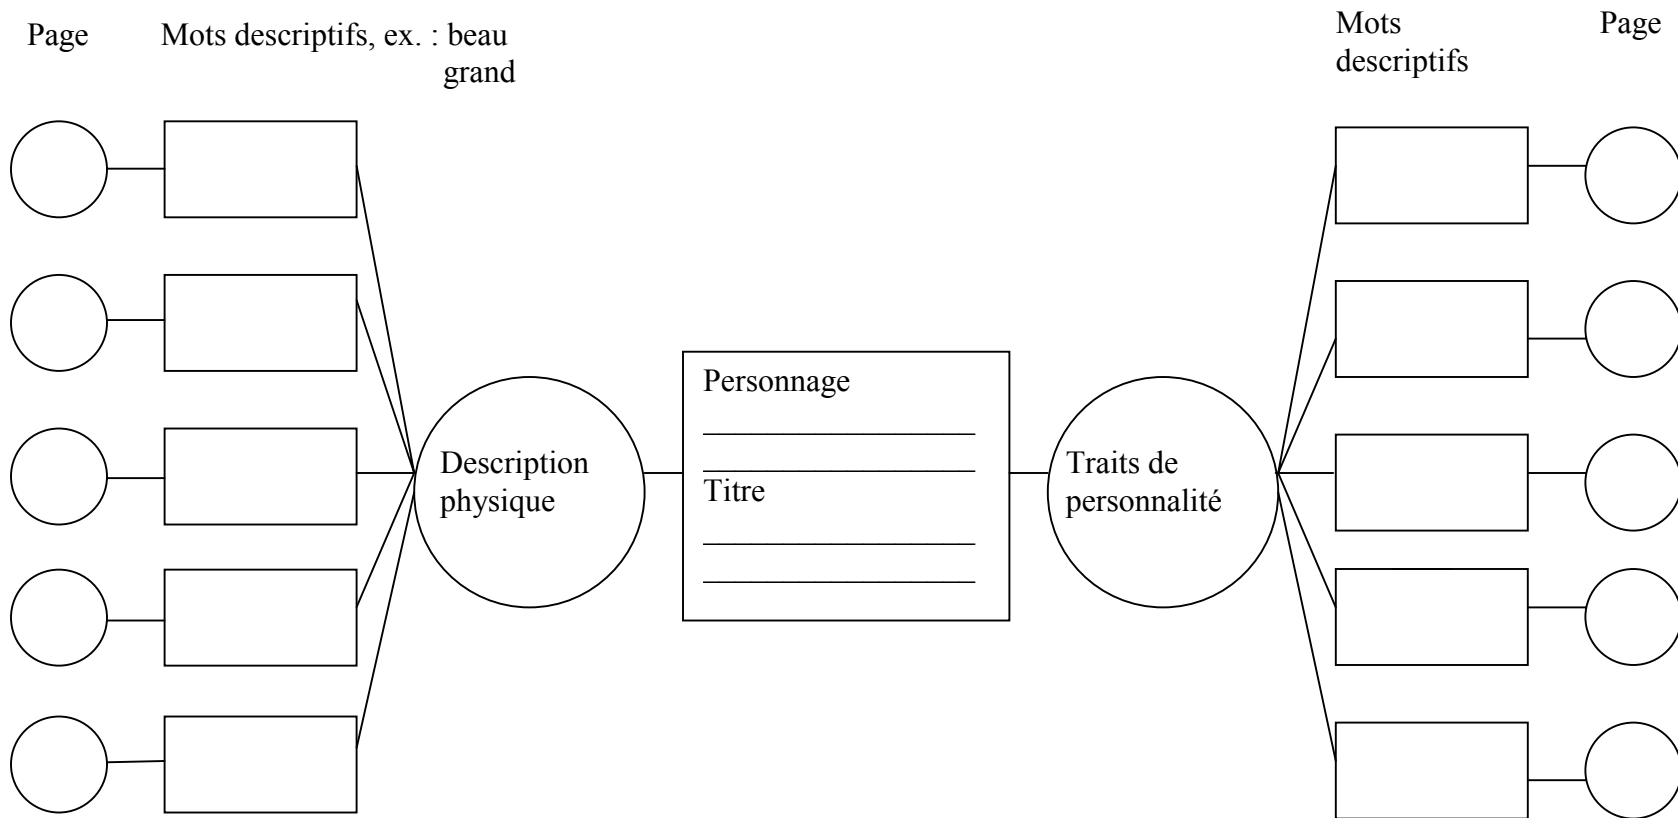 Page
Mots descriptifs, ex. : beau
grand
Mots
descriptifs
Page
Description
physique
Personnage
Titre
Traits de
personnalité